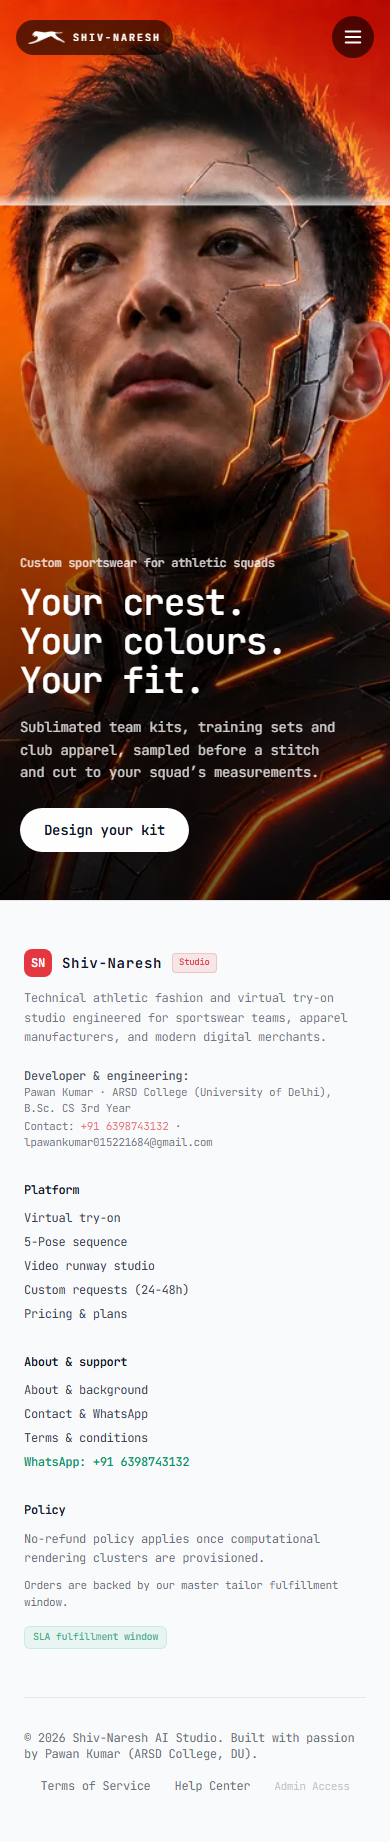 SHIV-NARESH
Custom sportswear for athletic squads
Your crest.
Your colours.
Your fit.
Sublimated team kits, training sets and
club apparel, sampled before a stitch
and cut to your squad’s measurements.
Design your kit
SN Shiv-Naresh Studio
Technical athletic fashion and virtual try-on
studio engineered for sportswear teams, apparel
manufacturers, and modern digital merchants.
Developer & engineering:
Pawan Kumar · ARSD College (University of Delhi),
B.Sc. CS 3rd Year
Contact: +91 6398743132 ·
lpawankumar015221684@gmail.com
Platform
Virtual try-on
5-Pose sequence
Video runway studio
Custom requests (24-48h)
Pricing & plans
About & support
About & background
Contact & WhatsApp
Terms & conditions
WhatsApp: +91 6398743132
Policy
No-refund policy applies once computational
rendering clusters are provisioned.
Orders are backed by our master tailor fulfillment
window.
SLA fulfillment window
© 2026 Shiv-Naresh AI Studio. Built with passion
by Pawan Kumar (ARSD College, DU).
Terms of Service Help Center Admin Access